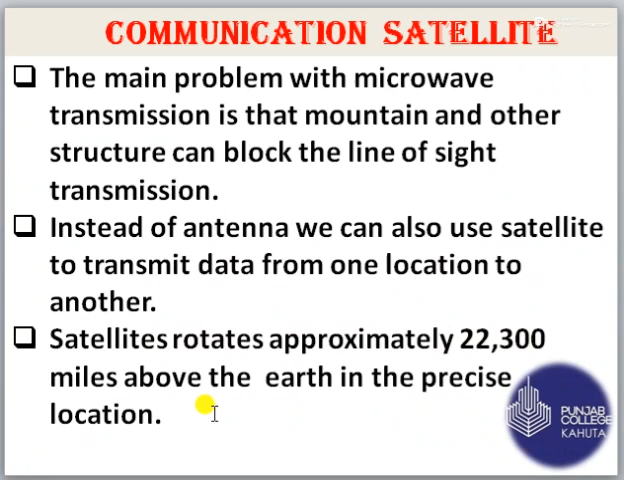 COMMUNICATION SATELLITE
The main problem with microwave
transmission is that mountain and other
structure can block the line of sight
transmission.
Instead of antenna we can also use satellite
to transmit data from one location to
another.
Satellites rotates approximately 22,300
miles above the earth in the precise
location.
PUNJAB
COLLEGE
KAHUTA